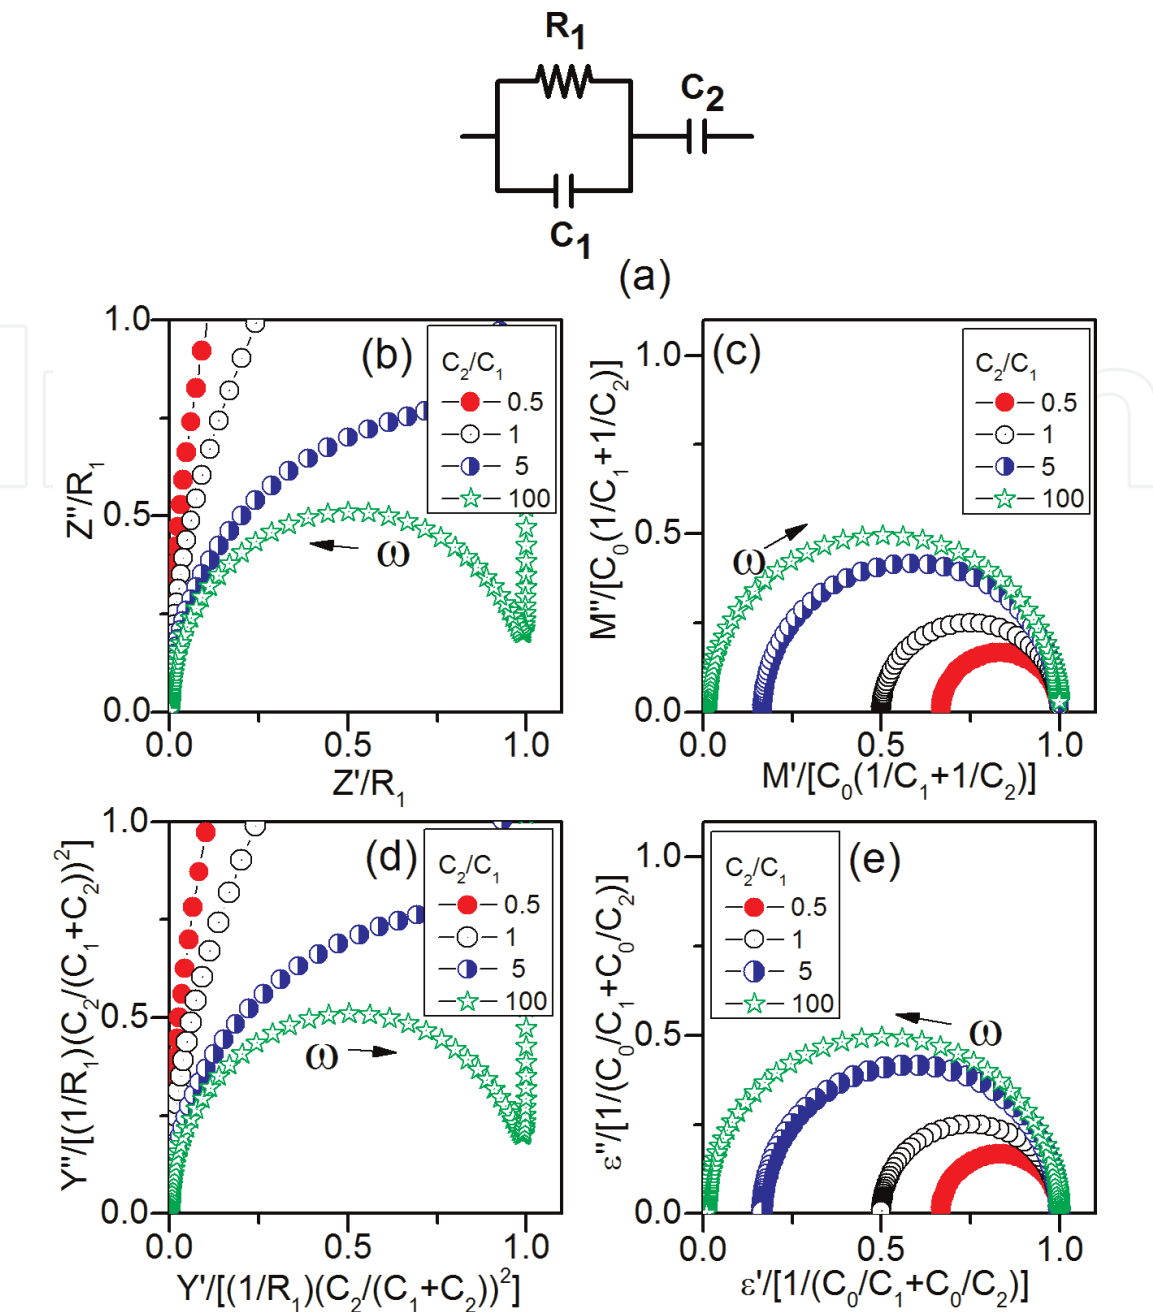 R₁
C₂
C₁
(a)
(b)
C₂/C₁
0.5
1
5
100
ω
1.0
0.5
0.0
Z''/R₁
0.0 0.5 1.0
Z'/R₁
(c)
C₂/C₁
0.5
1
5
100
ω
1.0
0.5
0.0
M''/[C₀(1/C₁+1/C₂)]
0.0 0.5 1.0
M'/[C₀(1/C₁+1/C₂)]
(d)
C₂/C₁
0.5
1
5
100
ω
1.0
0.5
0.0
Y''/[(1/R₁)(C₂/(C₁+C₂))²]
0.0 0.5 1.0
Y'/[(1/R₁)(C₂/(C₁+C₂))²]
(e)
C₂/C₁
0.5
1
5
100
ω
1.0
0.5
0.0
ε''/[1/(C₀/C₁+C₀/C₂)]
0.0 0.5 1.0
ε'/[1/(C₀/C₁+C₀/C₂)]